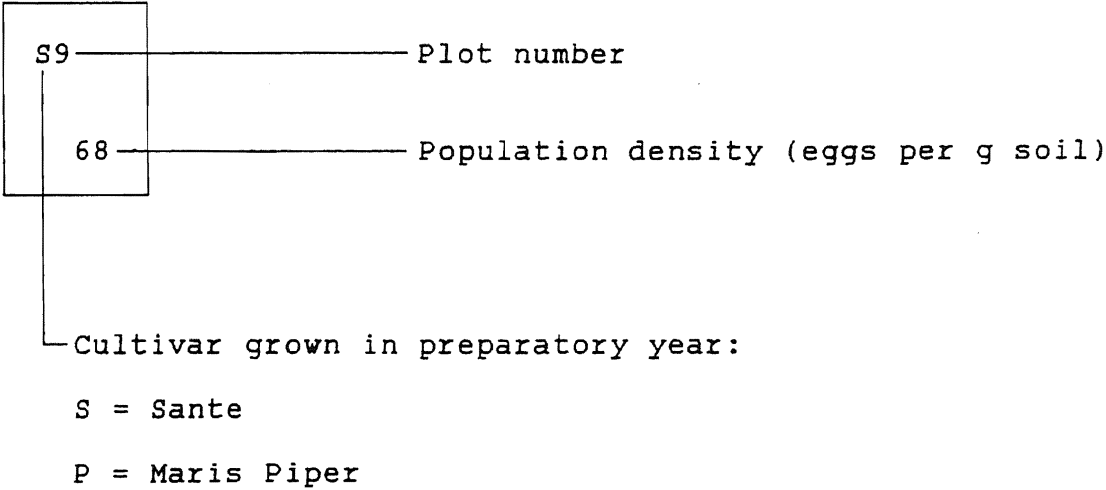 S9 Plot number
68 Population density (eggs per g soil)
Cultivar grown in preparatory year:
S = Sante
P = Maris Piper